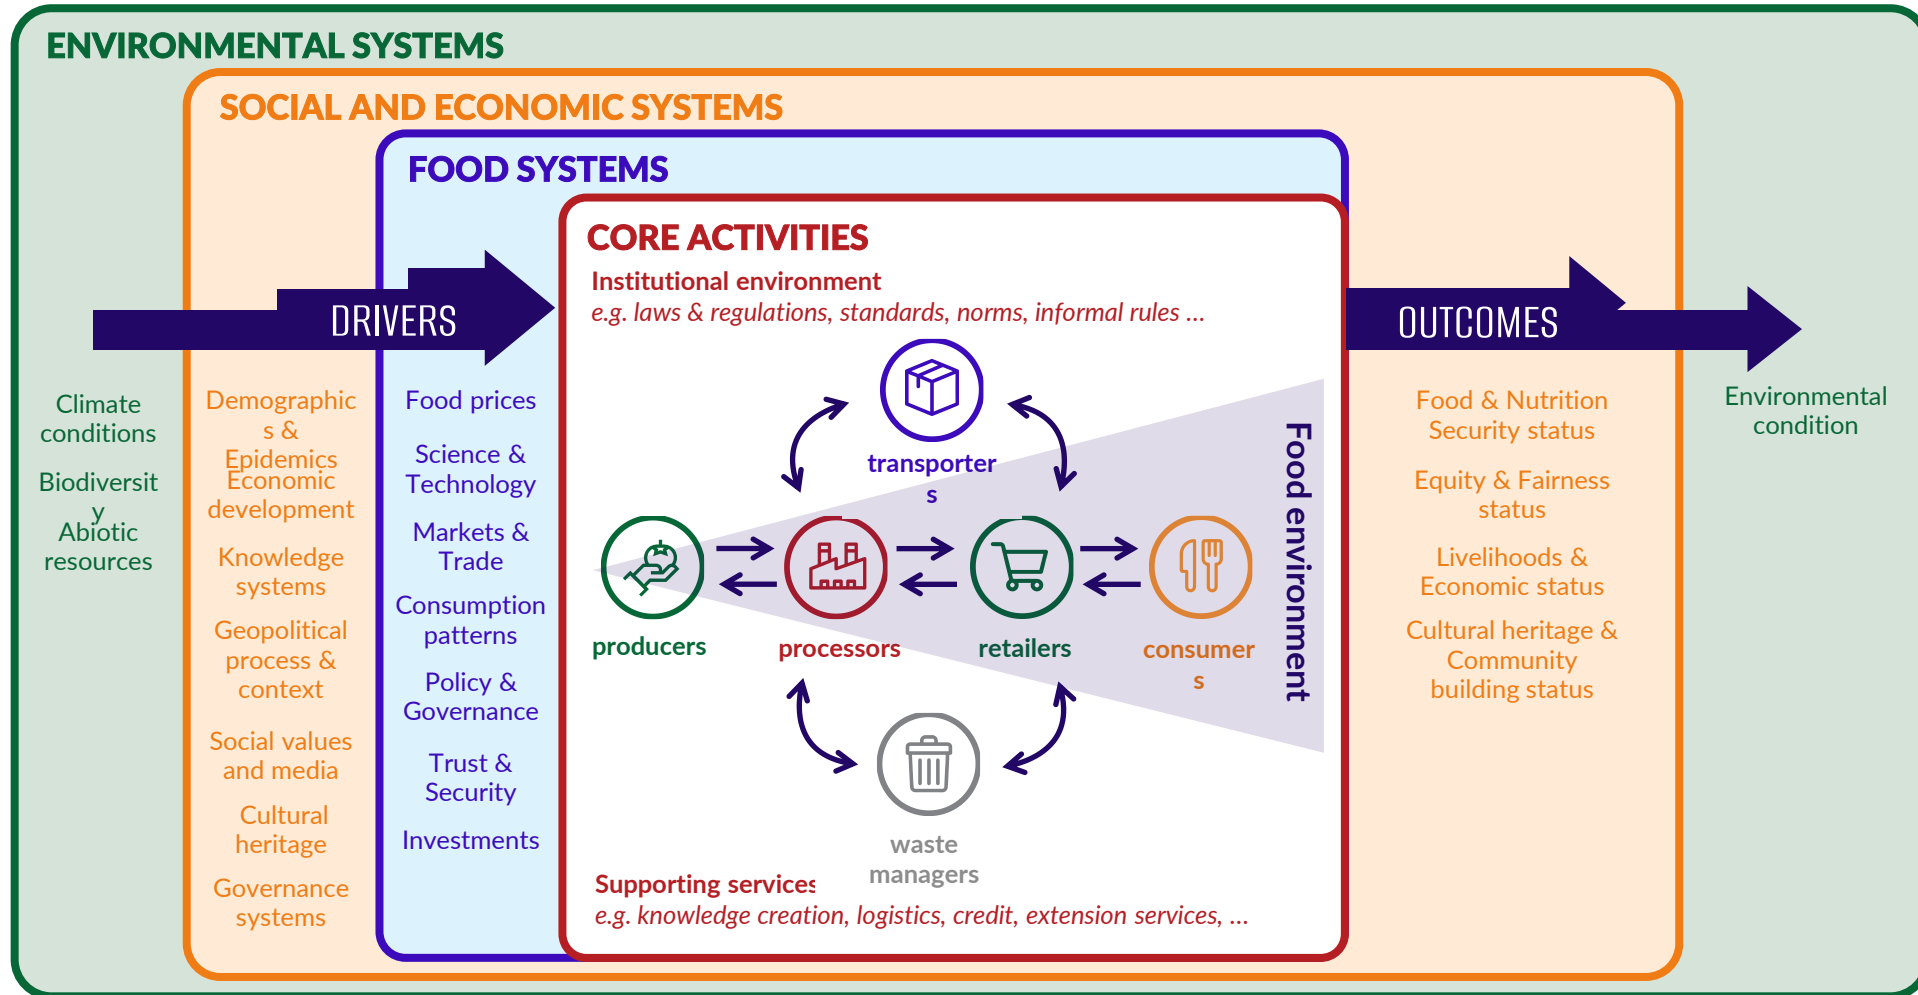 ENVIRONMENTAL SYSTEMS
SOCIAL AND ECONOMIC SYSTEMS
FOOD SYSTEMS
CORE ACTIVITIES
Institutional environment
e.g. laws & regulations, standards, norms, informal rules ...
DRIVERS
OUTCOMES
Climate
conditions
Biodiversit
y
Abiotic
resources
Demographic
s &
Epidemics
Economic
development
Knowledge
systems
Geopolitical
process &
context
Social values
and media
Cultural
heritage
Governance
systems
Food prices
Science &
Technology
Markets &
Trade
Consumption
patterns
Policy &
Governance
Trust &
Security
Investments
transporter
s
producers
processors
retailers
consumer
s
Food environment
waste
managers
Supporting services
e.g. knowledge creation, logistics, credit, extension services, ...
Food & Nutrition
Security status
Equity & Fairness
status
Livelihoods &
Economic status
Cultural heritage &
Community
building status
Environmental
condition